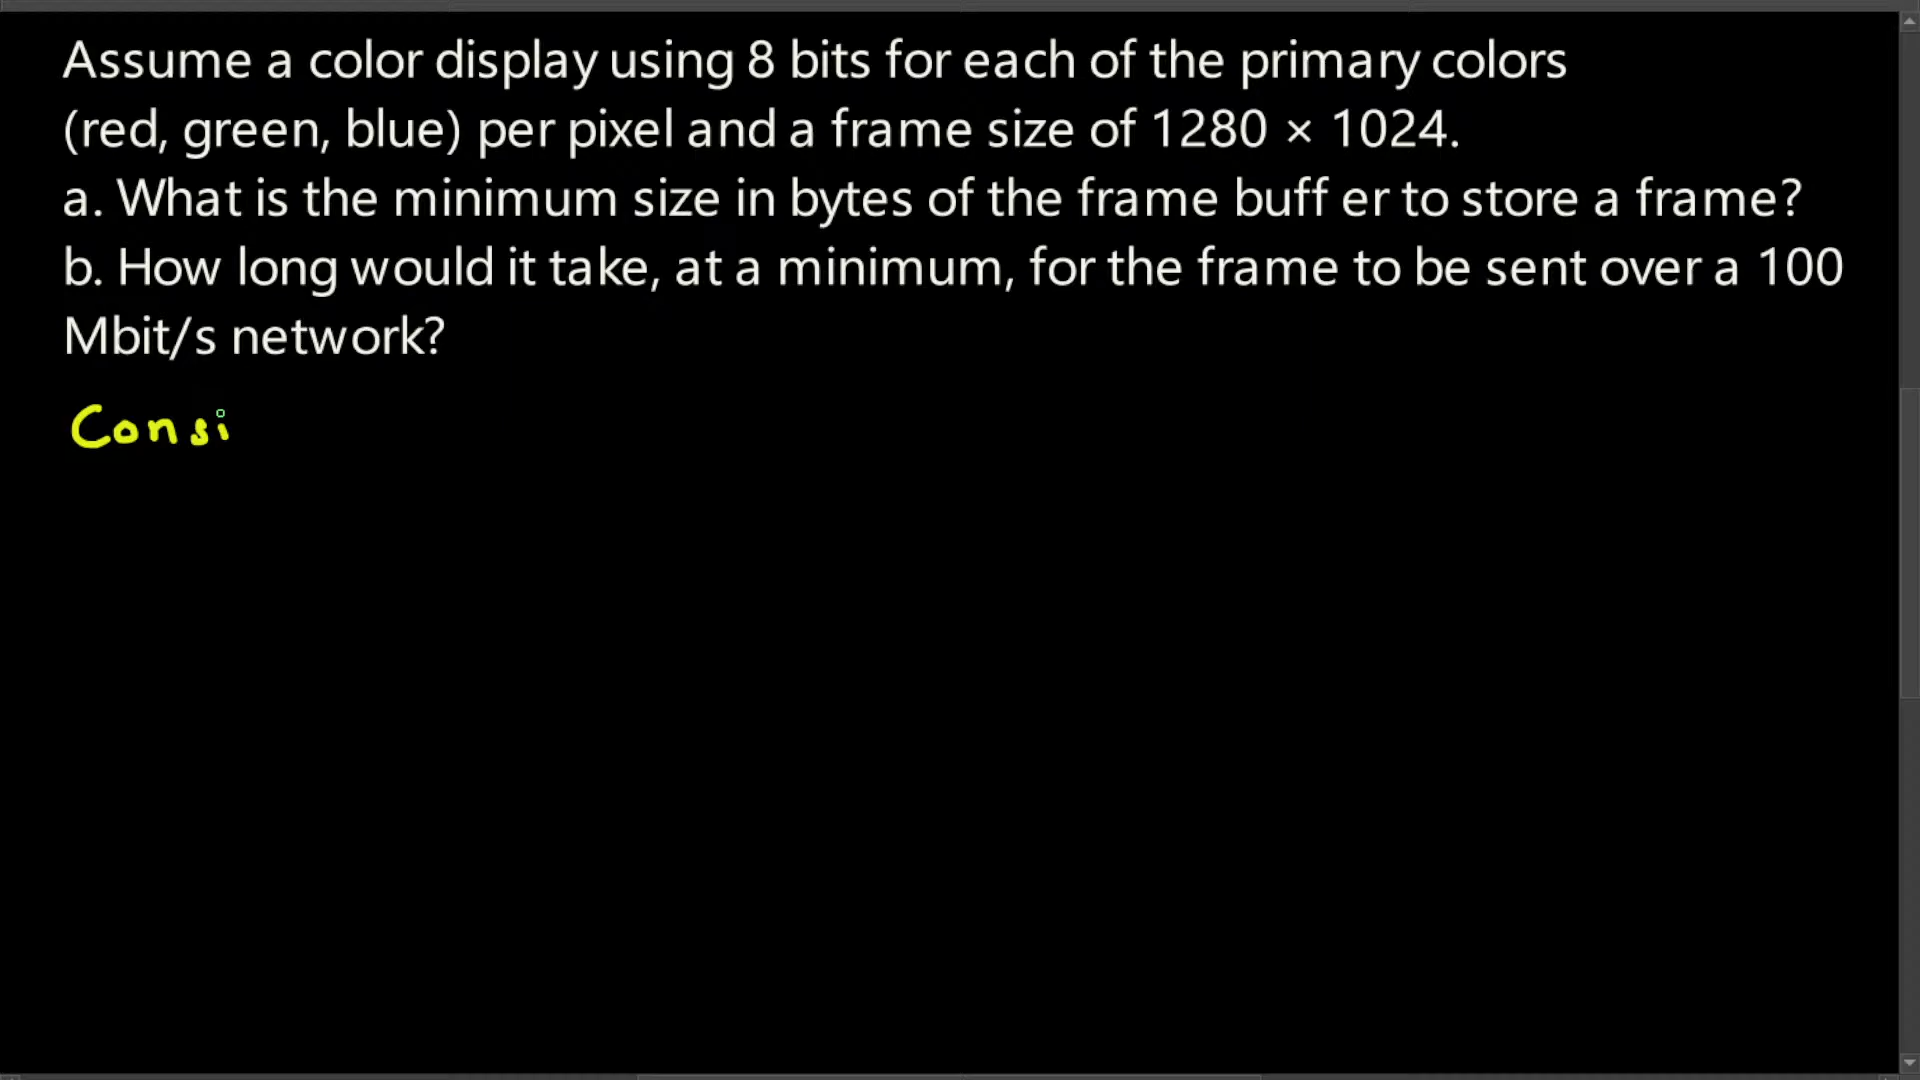 Assume a color display using 8 bits for each of the primary colors
(red, green, blue) per pixel and a frame size of 1280 × 1024.
a. What is the minimum size in bytes of the frame buff er to store a frame?
b. How long would it take, at a minimum, for the frame to be sent over a 100
Mbit/s network?
Consi